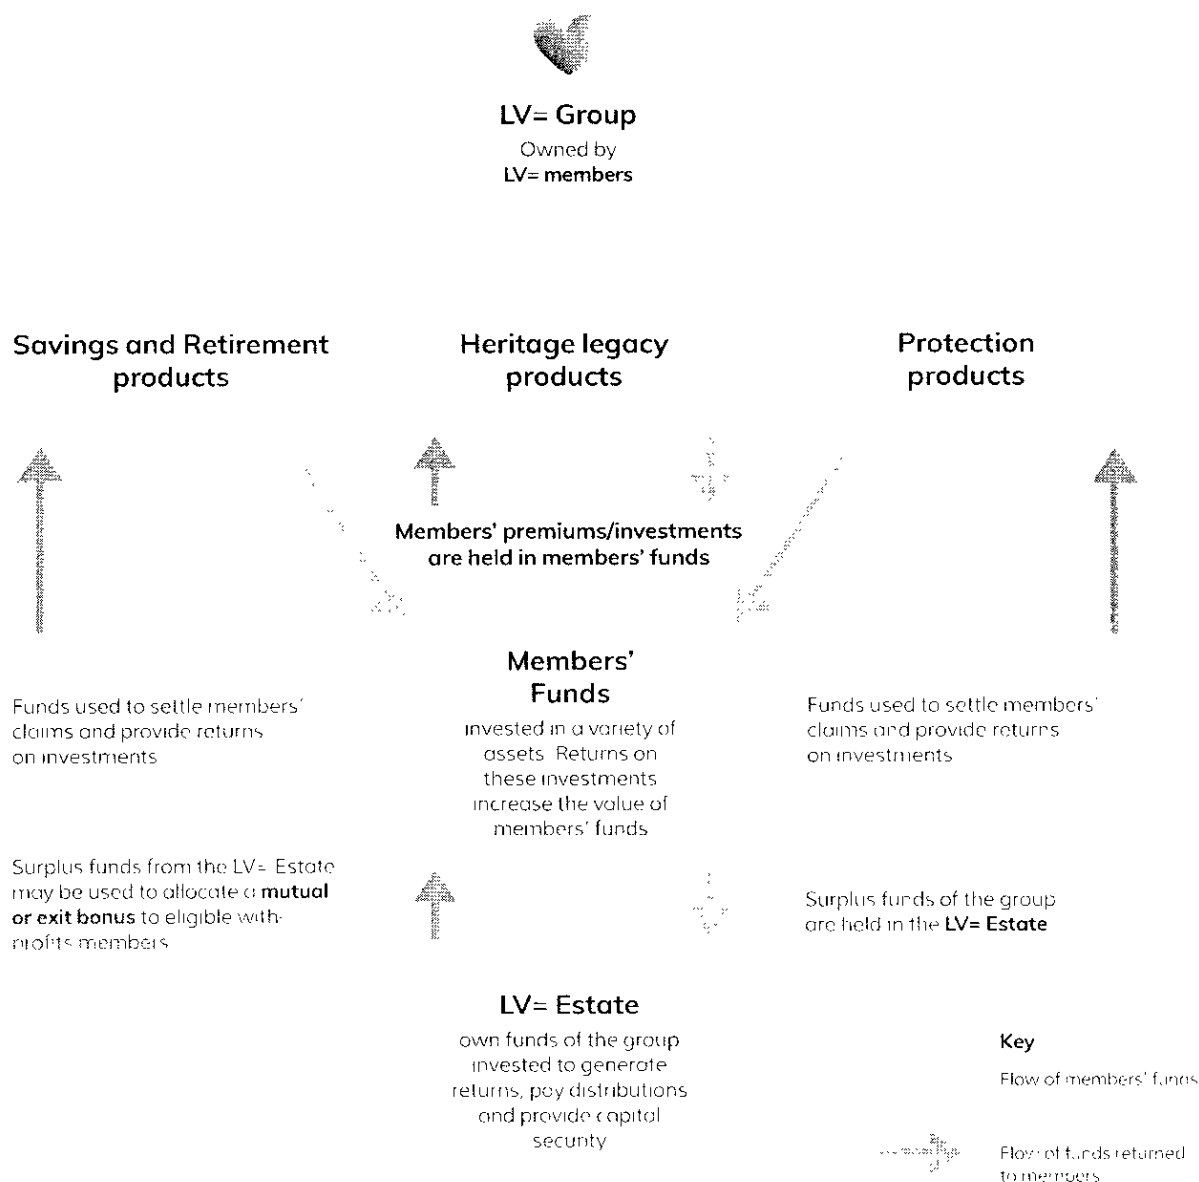 LV= Group
Owned by
LV= members
Savings and Retirement
products
Heritage legacy
products
Protection
products
Members' premiums/investments
are held in members' funds
Members'
Funds
invested in a variety of
assets Returns on
these investments
increase the value of
members' funds
Funds used to settle members'
claims and provide returns
on investments
Funds used to settle members'
claims and provide returns
on investments
Surplus funds from the LV= Estate
may be used to allocate a mutual
or exit bonus to eligible with-
profits members
Surplus funds of the group
are held in the LV= Estate
LV= Estate
own funds of the group
invested to generate
returns, pay distributions
and provide capital
security
Key
Flow of members' funds
Flow of funds returned
to members